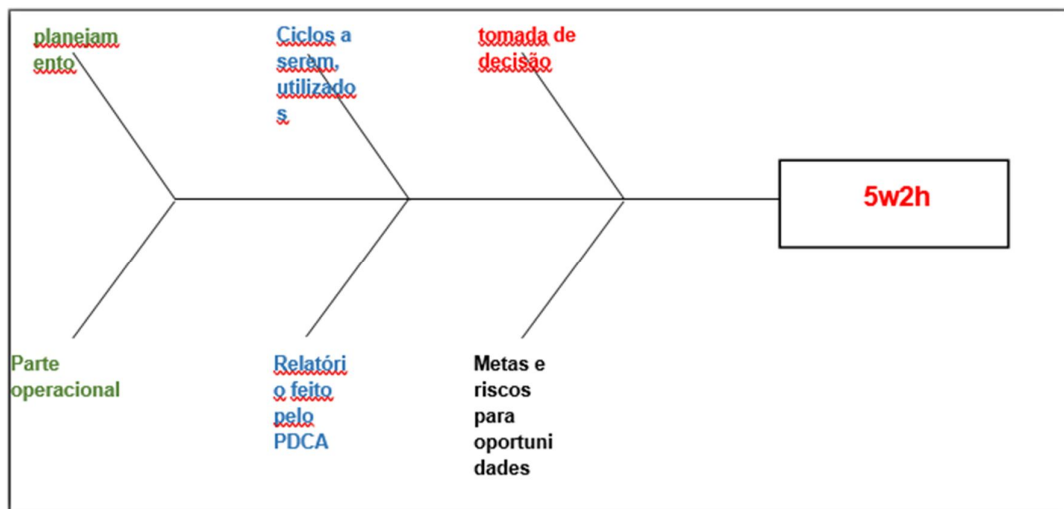 planejam
ento
Ciclos a
serem,
utilizado
s
tomada de
decisão
5w2h
Parte
operacional
Relatóri
o feito
pelo
PDCA
Metas e
riscos
para
oportuni
dades